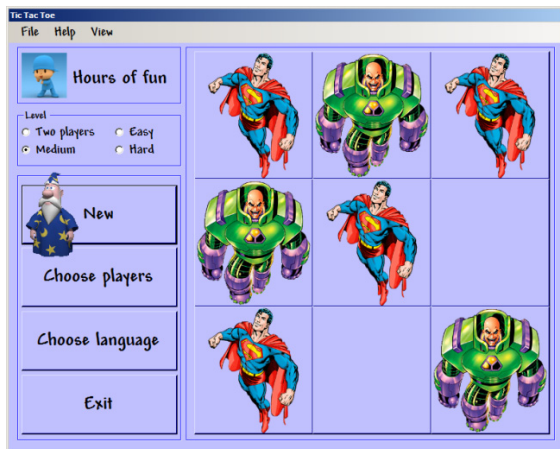 Tic Tac Toe
File Help View
Hours of fun
Level
Two players Easy
Medium Hard
New
Choose players
Choose language
Exit